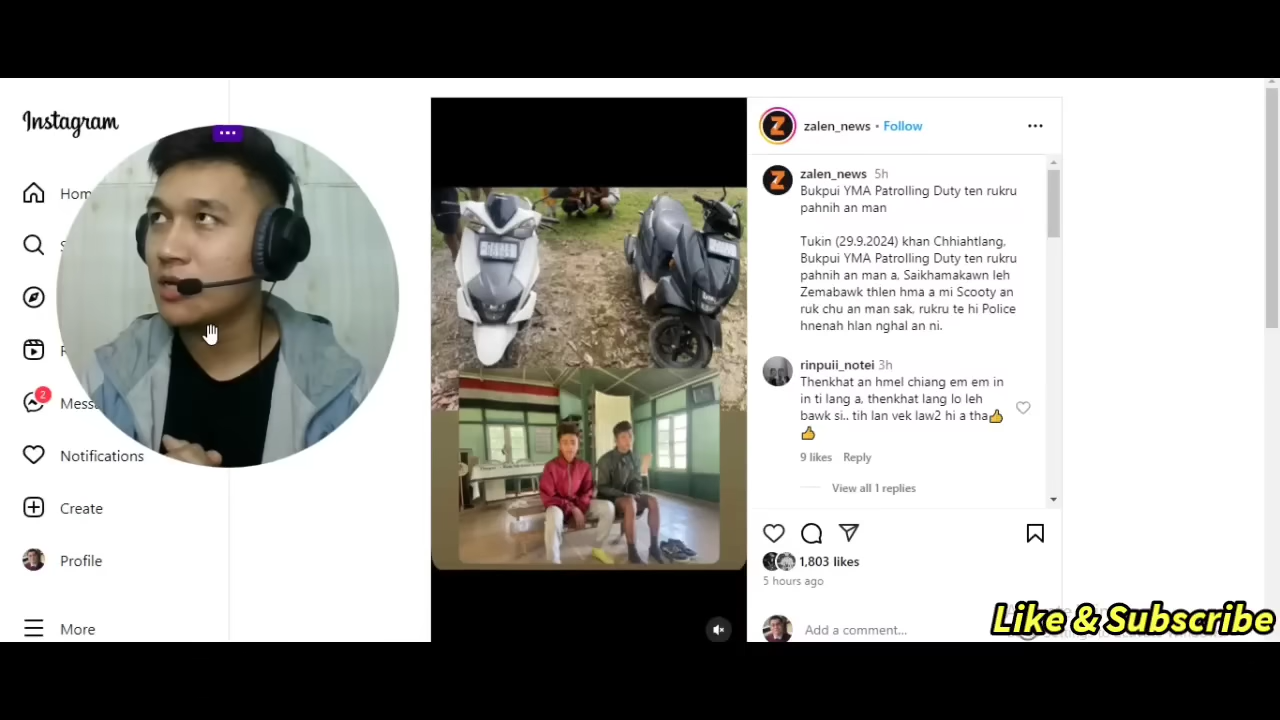 Instagram
Hom
S
R
Mess
2
Notifications
Create
Profile
More
zalen_news • Follow
zalen_news 5h
Bukpui YMA Patrolling Duty ten rukru
pahnih an man
Tukin (29.9.2024) khan Chhiahtlang,
Bukpui YMA Patrolling Duty ten rukru
pahnih an man a, Saikhamakawn leh
Zemabawk thlen hma a mi Scooty an
ruk chu an man sak, rukru te hi Police
hnenah hlan nghal an ni.
rinpuii_notei 3h
Thenkhat an hmel chiang em em in
in ti lang a, thenkhat lang lo leh
bawk si.. tih lan vek law2 hi a tha👍
👍
9 likes Reply
View all 1 replies
1,803 likes
5 hours ago
Add a comment...
Like & Subscribe